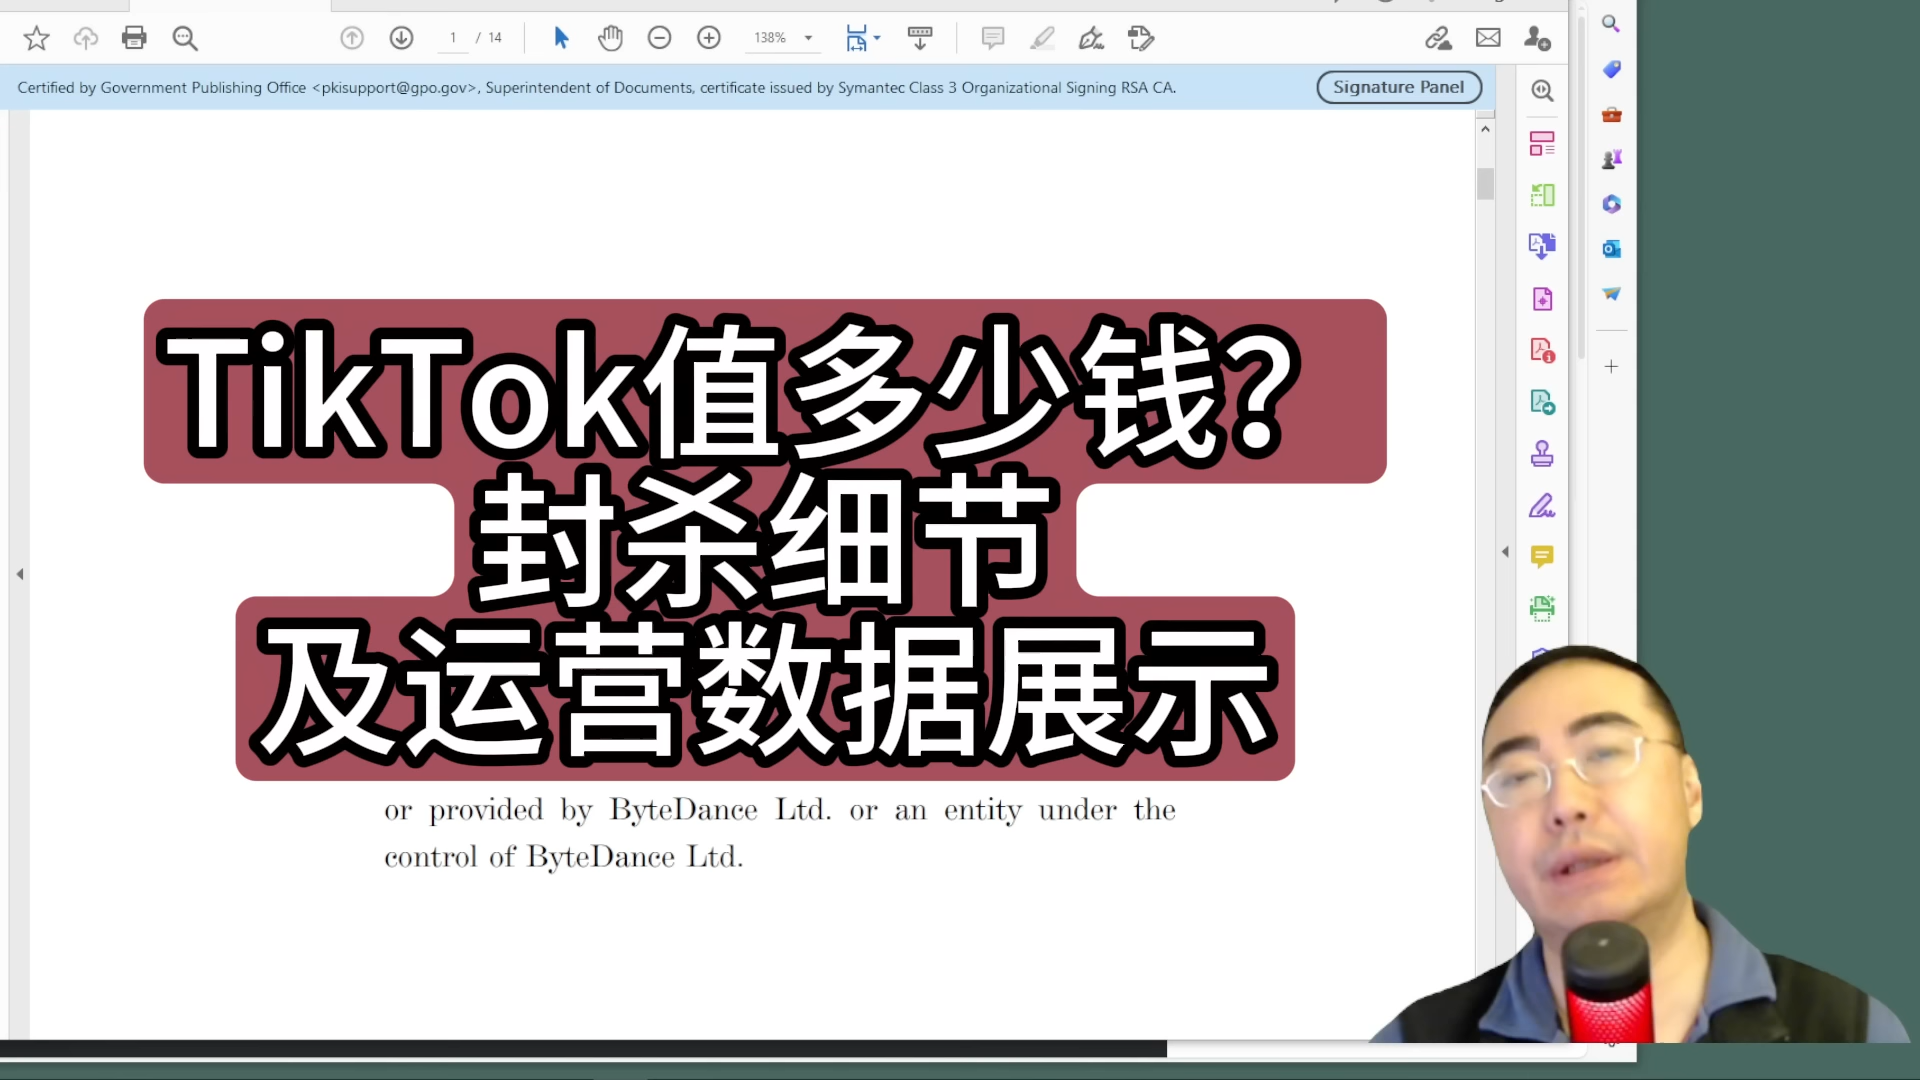 1 / 14
138%
Certified by Government Publishing Office <pkisupport@gpo.gov>, Superintendent of Documents, certificate issued by Symantec Class 3 Organizational Signing RSA CA.
Signature Panel
TikTok值多少钱?
封杀细节
及运营数据展示
or provided by ByteDance Ltd. or an entity under the
control of ByteDance Ltd.